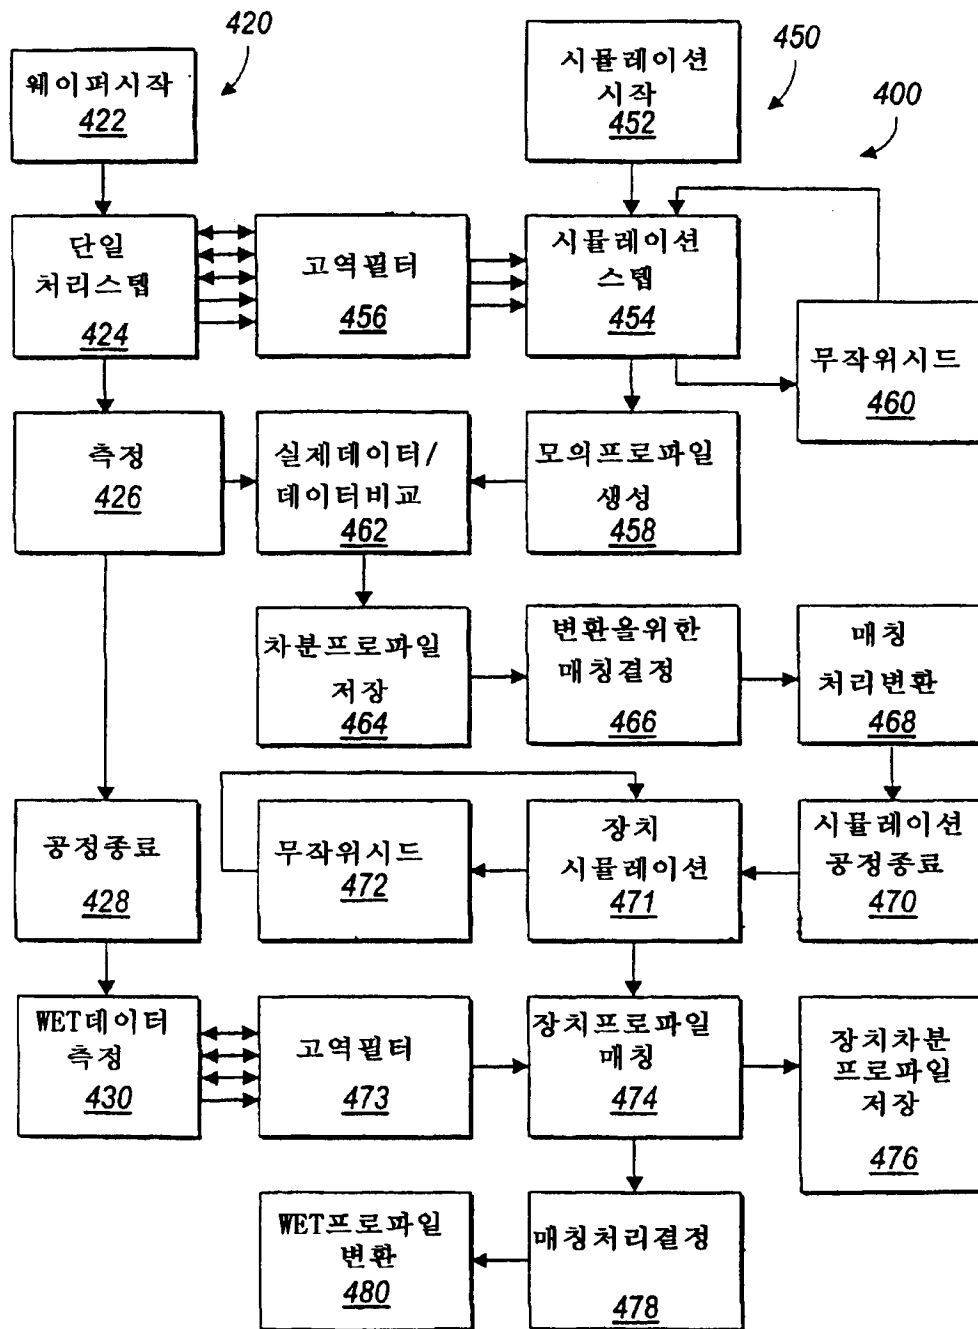 420
웨이퍼시작
422
시뮬레이션
시작
452
450
400
단일
처리스텝
424
고역필터
456
시뮬레이션
스텝
454
무작위시드
460
측정
426
실제데이터/
데이터비교
462
모의프로파일
생성
458
차분프로파일
저장
464
변환을위한
매칭결정
466
매칭
처리변환
468
공정종료
428
무작위시드
472
장치
시뮬레이션
471
시뮬레이션
공정종료
470
WET데이터
측정
430
고역필터
473
장치프로파일
매칭
474
장치차분
프로파일
저장
476
WET프로파일
변환
480
매칭처리결정
478